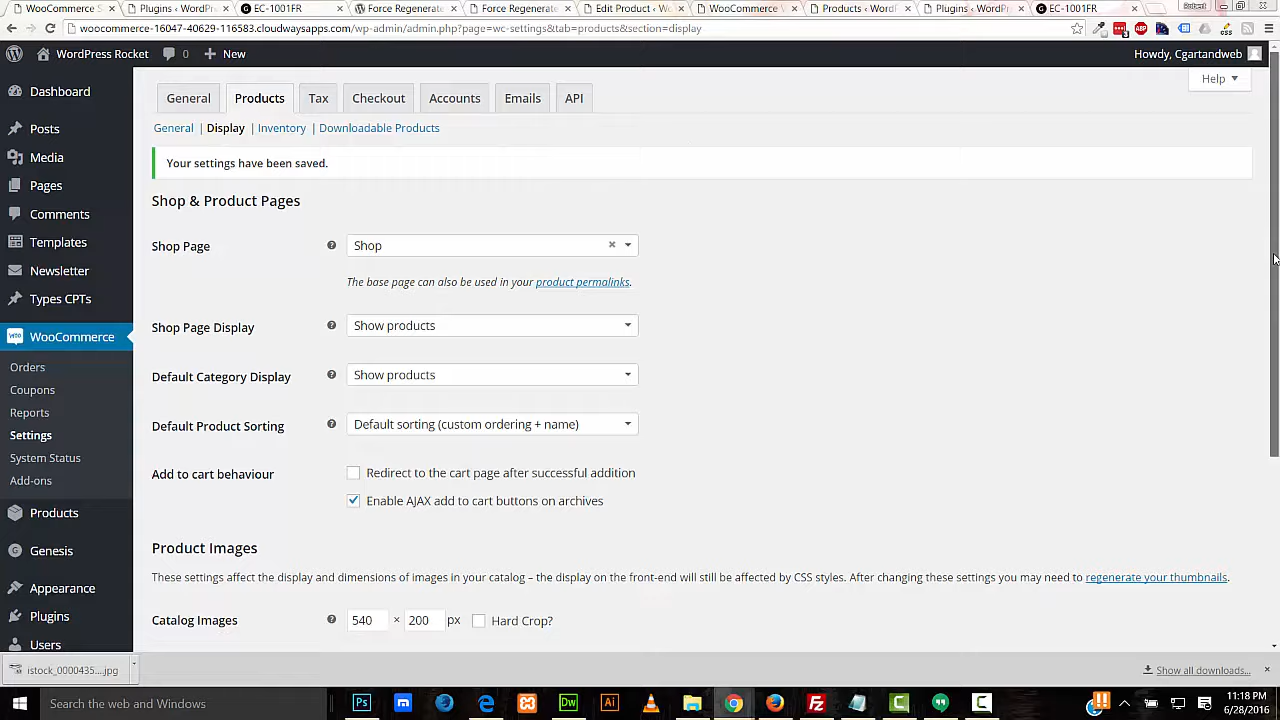 WooCommerce S
Plugins ‹ WordPr
EC-1001FR
Force Regenerat
Force Regenera
Edit Product ‹ Wo
WooCommerce
Products ‹ WordP
Plugins ‹ WordPre
EC-1001FR
woocommerce-16047-40629-116583.cloudwaysapps.com/wp-admin/admin.php?page=wc-settings&tab=products&section=display
WordPress Rocket
0
New
Howdy, Cgartandweb
Help
General
Products
Tax
Checkout
Accounts
Emails
API
General | Display | Inventory | Downloadable Products
Your settings have been saved.
Shop & Product Pages
Shop Page
Shop
The base page can also be used in your product permalinks.
Shop Page Display
Show products
Default Category Display
Show products
Default Product Sorting
Default sorting (custom ordering + name)
Add to cart behaviour
Redirect to the cart page after successful addition
Enable AJAX add to cart buttons on archives
Product Images
These settings affect the display and dimensions of images in your catalog – the display on the front-end will still be affected by CSS styles. After changing these settings you may need to regenerate your thumbnails.
Catalog Images
540 × 200 px
Hard Crop?
Dashboard
Posts
Media
Pages
Comments
Templates
Newsletter
Types CPTs
WooCommerce
Orders
Coupons
Reports
Settings
System Status
Add-ons
Products
Genesis
Appearance
Plugins
Users
istock_0000435....jpg
Show all downloads...
Search the web and Windows
Ps
Dw
Ai
Fz
11:18 PM
6/28/2016